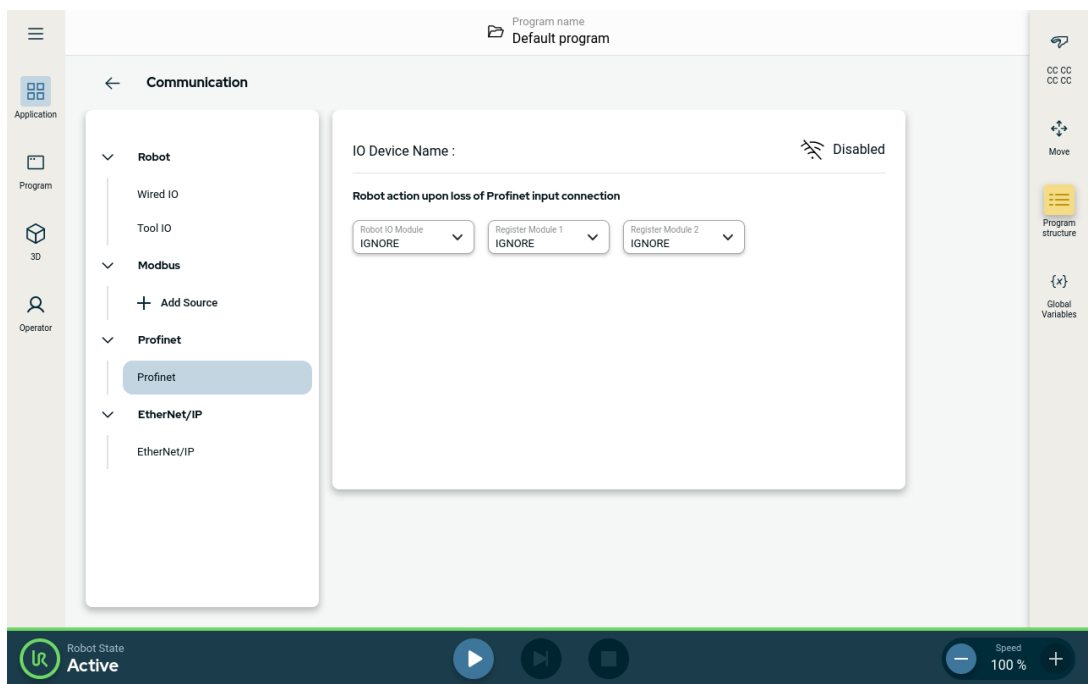 Program name
Default program
Communication
Application
Program
3D
Operator
Robot
Wired IO
Tool IO
Modbus
Add Source
Profinet
Profinet
EtherNet/IP
EtherNet/IP
IO Device Name :
Disabled
Robot action upon loss of Profinet input connection
Robot IO Module
IGNORE
Register Module 1
IGNORE
Register Module 2
IGNORE
CC CC
CC CC
Move
Program
structure
{x}
Global
Variables
UR
Robot State
Active
Speed
100 %